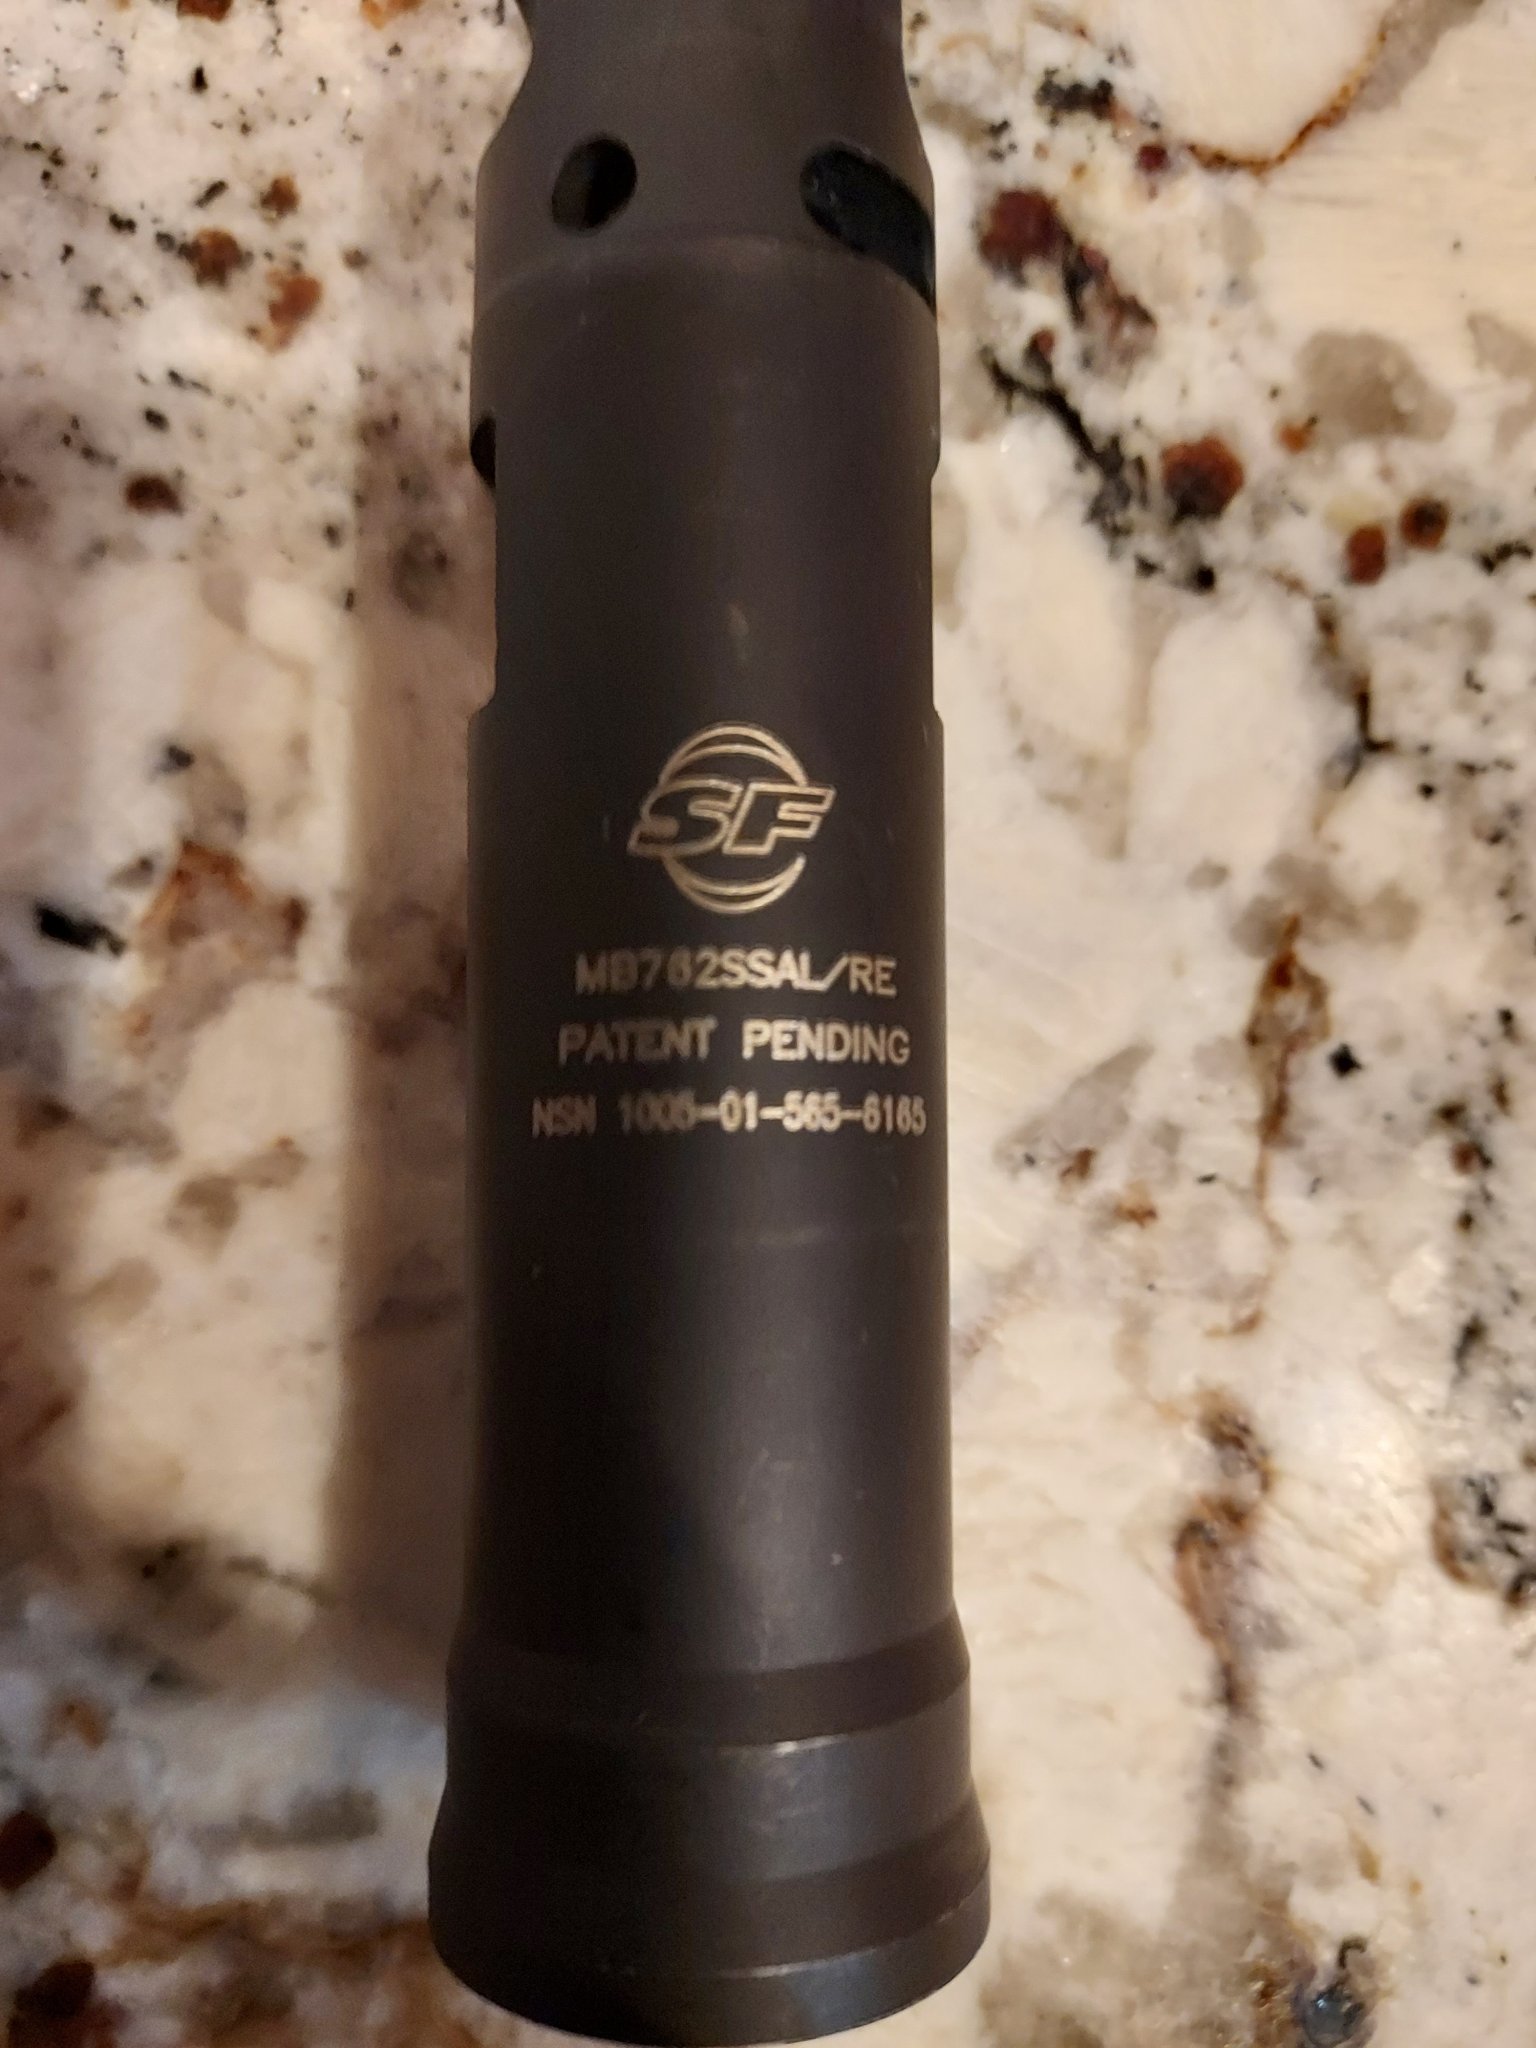 SF
MB762SSAL/RE
PATENT PENDING
NSN 1005-01-565-6165